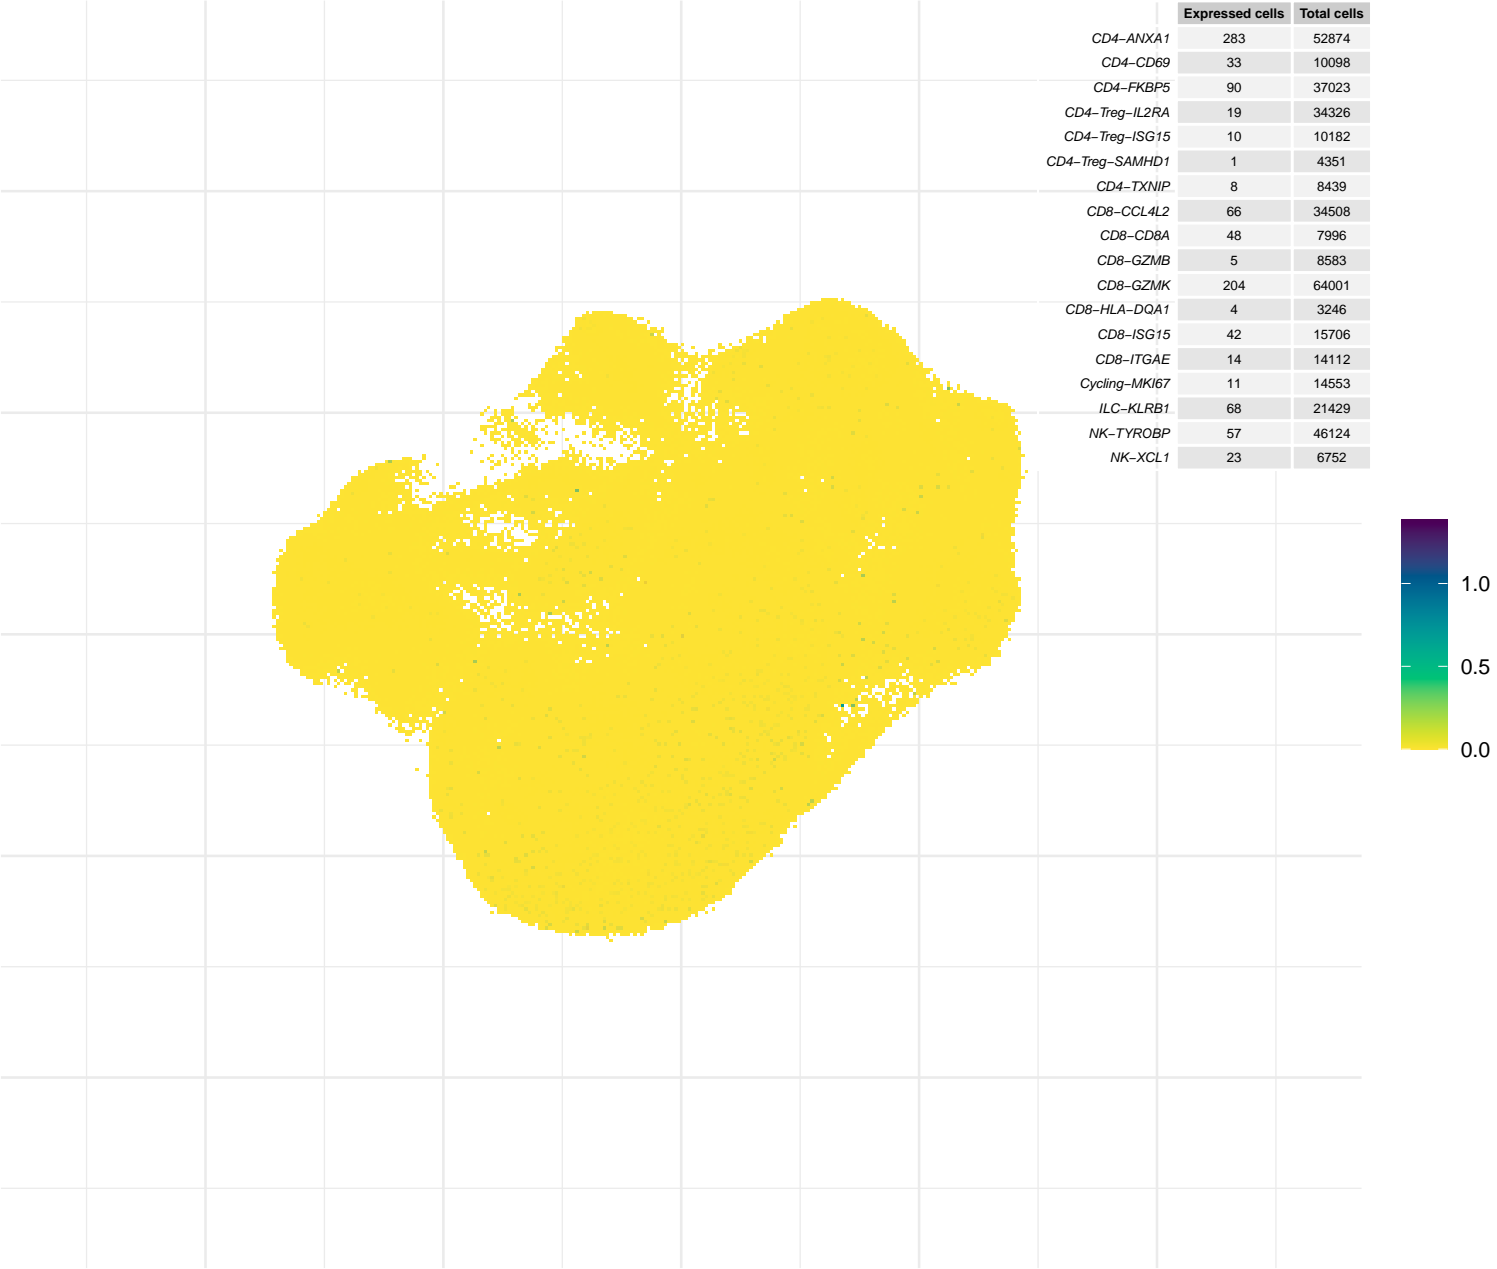 Expressed cells Total cells
CD4−ANXA1 283 52874
CD4−CD69 33 10098
CD4−FKBP5 90 37023
CD4−Treg−IL2RA 19 34326
CD4−Treg−ISG15 10 10182
CD4−Treg−SAMHD1 1 4351
CD4−TXNIP 8 8439
CD8−CCL4L2 66 34508
CD8−CD8A 48 7996
CD8−GZMB 5 8583
CD8−GZMK 204 64001
CD8−HLA−DQA1 4 3246
CD8−ISG15 42 15706
CD8−ITGAE 14 14112
Cycling−MKI67 11 14553
ILC−KLRB1 68 21429
NK−TYROBP 57 46124
NK−XCL1 23 6752
1.0
0.5
0.0